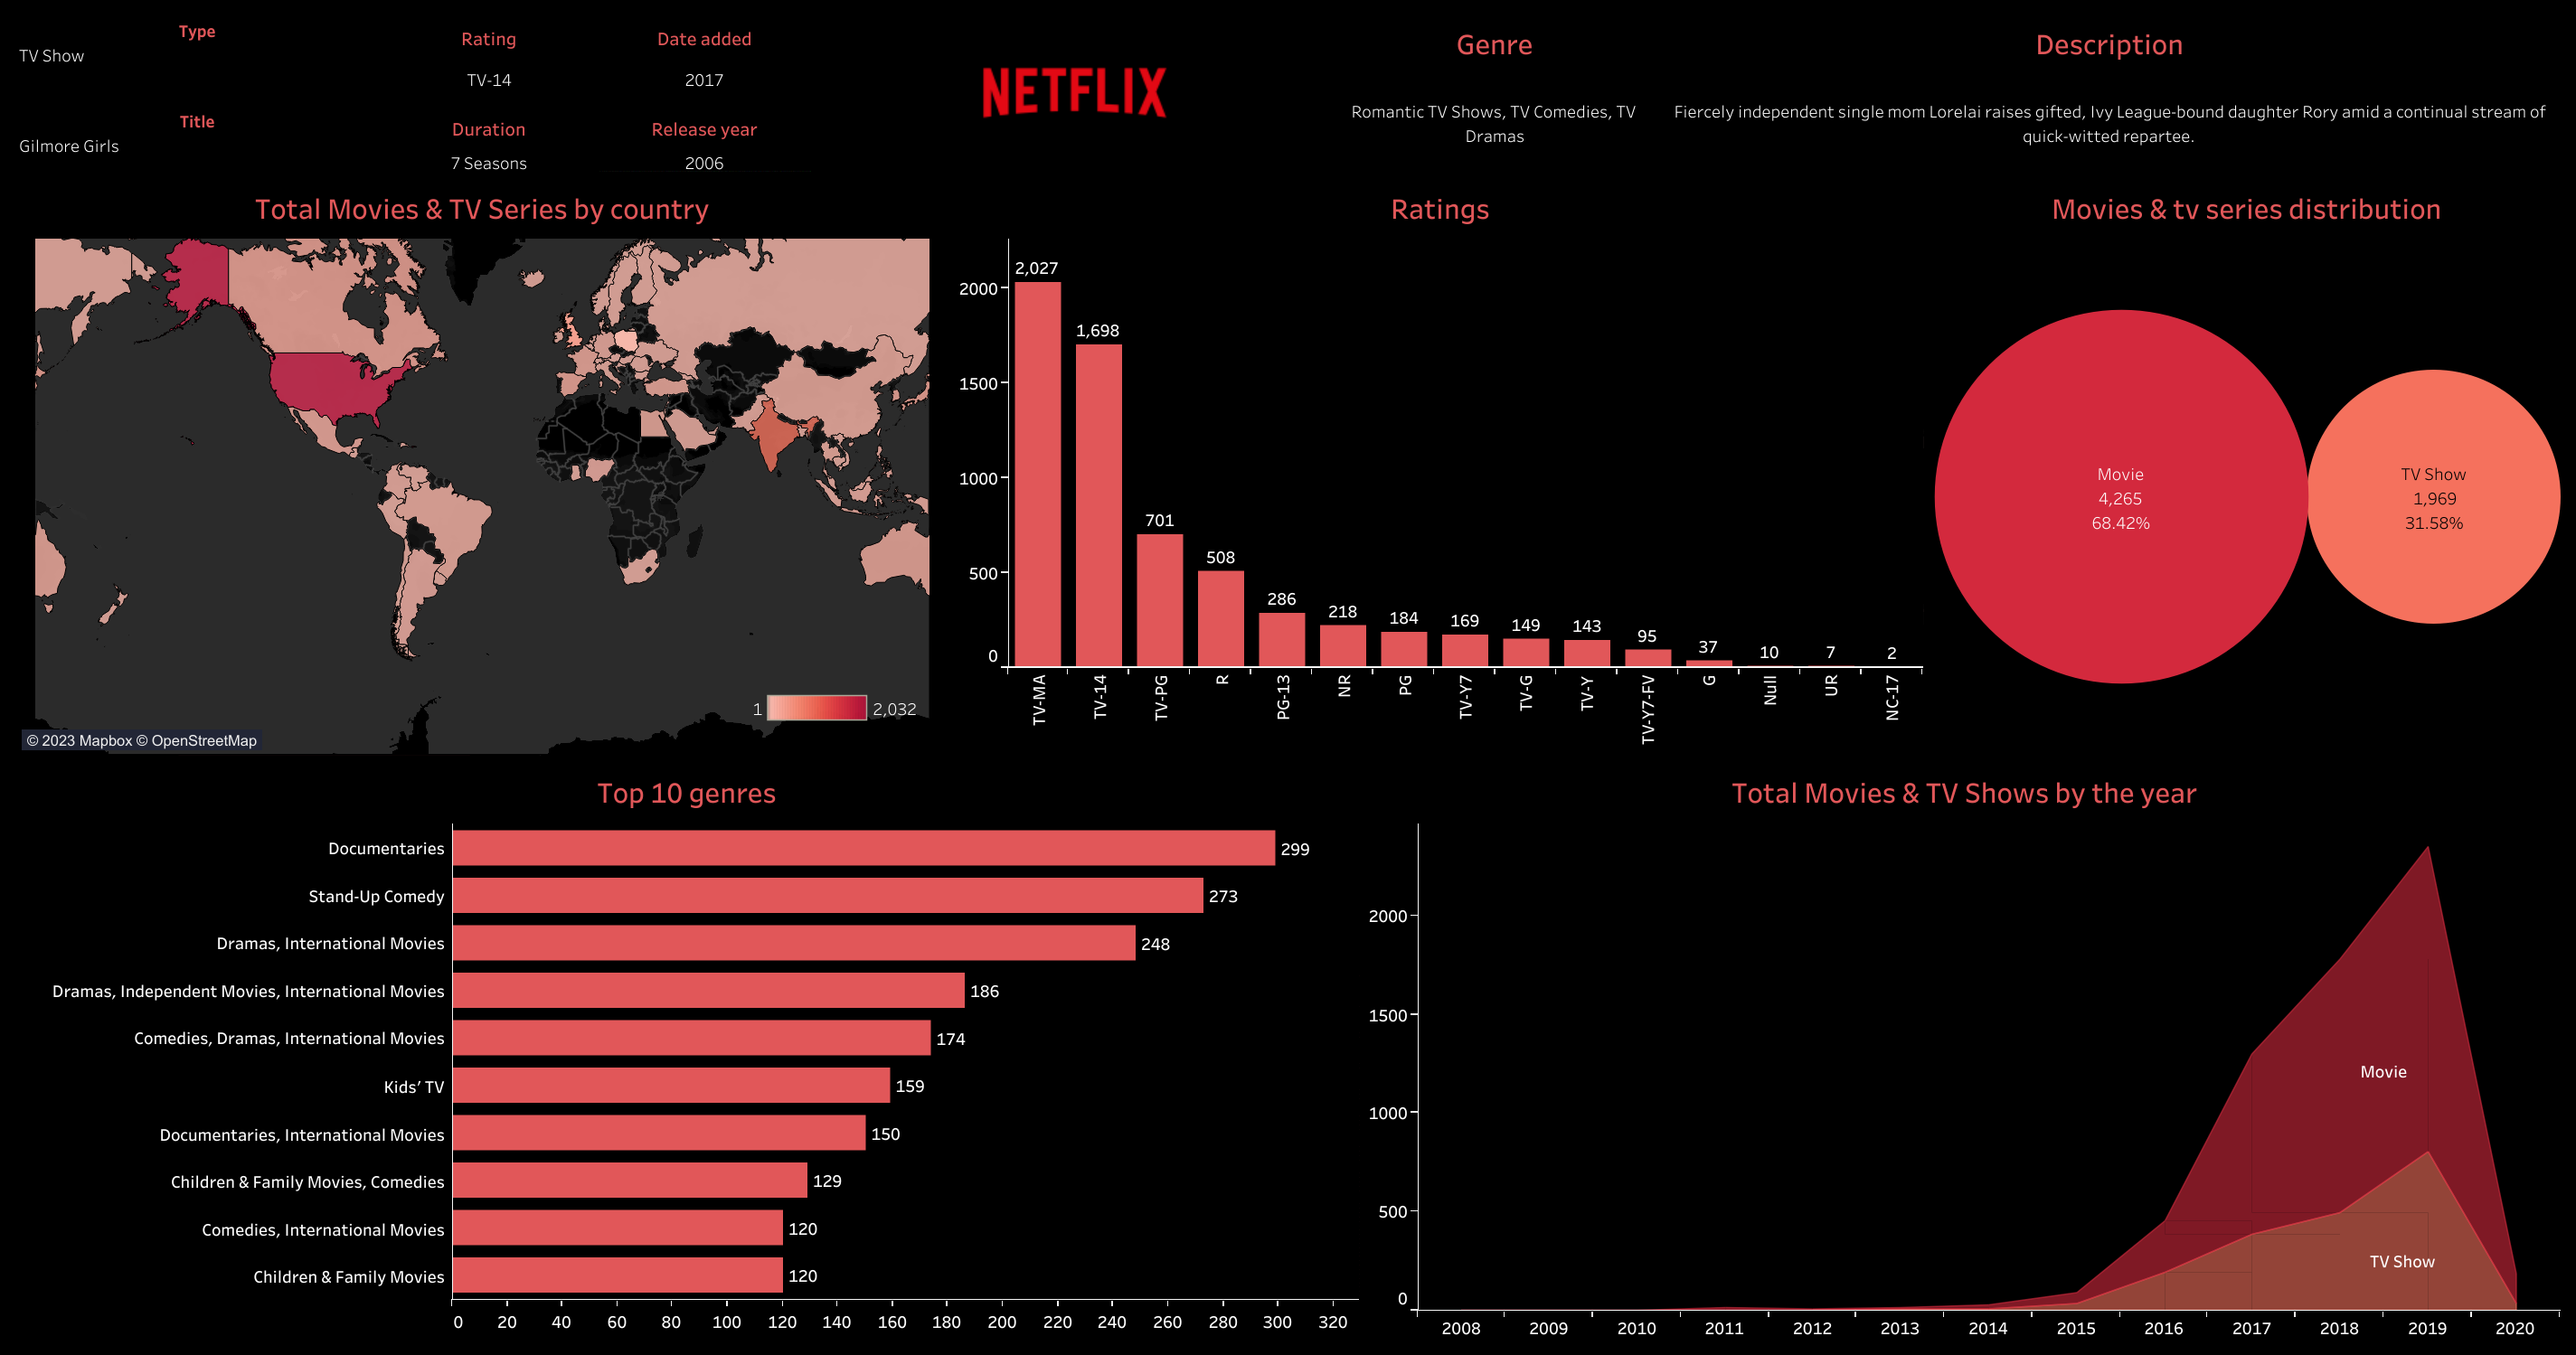 Type
TV Show
Title
Gilmore Girls
Rating
TV-14
Duration
7 Seasons
Date added
2017
Release year
2006
NETFLIX
Genre
Romantic TV Shows, TV Comedies, TV
Dramas
Description
Fiercely independent single mom Lorelai raises gifted, Ivy League-bound daughter Rory amid a continual stream of
quick-witted repartee.
Total Movies & TV Series by country
1
2,032
© 2023 Mapbox © OpenStreetMap
Ratings
2000
1500
1000
500
0
2,027
1,698
701
508
286
218
184
169
149
143
95
37
10
7
2
TV-MA
TV-14
TV-PG
R
PG-13
NR
PG
TV-Y7
TV-G
TV-Y
TV-Y7-FV
G
Null
UR
NC-17
Movies & tv series distribution
Movie
4,265
68.42%
TV Show
1,969
31.58%
Top 10 genres
Documentaries 299
Stand-Up Comedy 273
Dramas, International Movies 248
Dramas, Independent Movies, International Movies 186
Comedies, Dramas, International Movies 174
Kids' TV 159
Documentaries, International Movies 150
Children & Family Movies, Comedies 129
Comedies, International Movies 120
Children & Family Movies 120
0 20 40 60 80 100 120 140 160 180 200 220 240 260 280 300 320
Total Movies & TV Shows by the year
2000
1500
1000
500
0
Movie
TV Show
2008 2009 2010 2011 2012 2013 2014 2015 2016 2017 2018 2019 2020